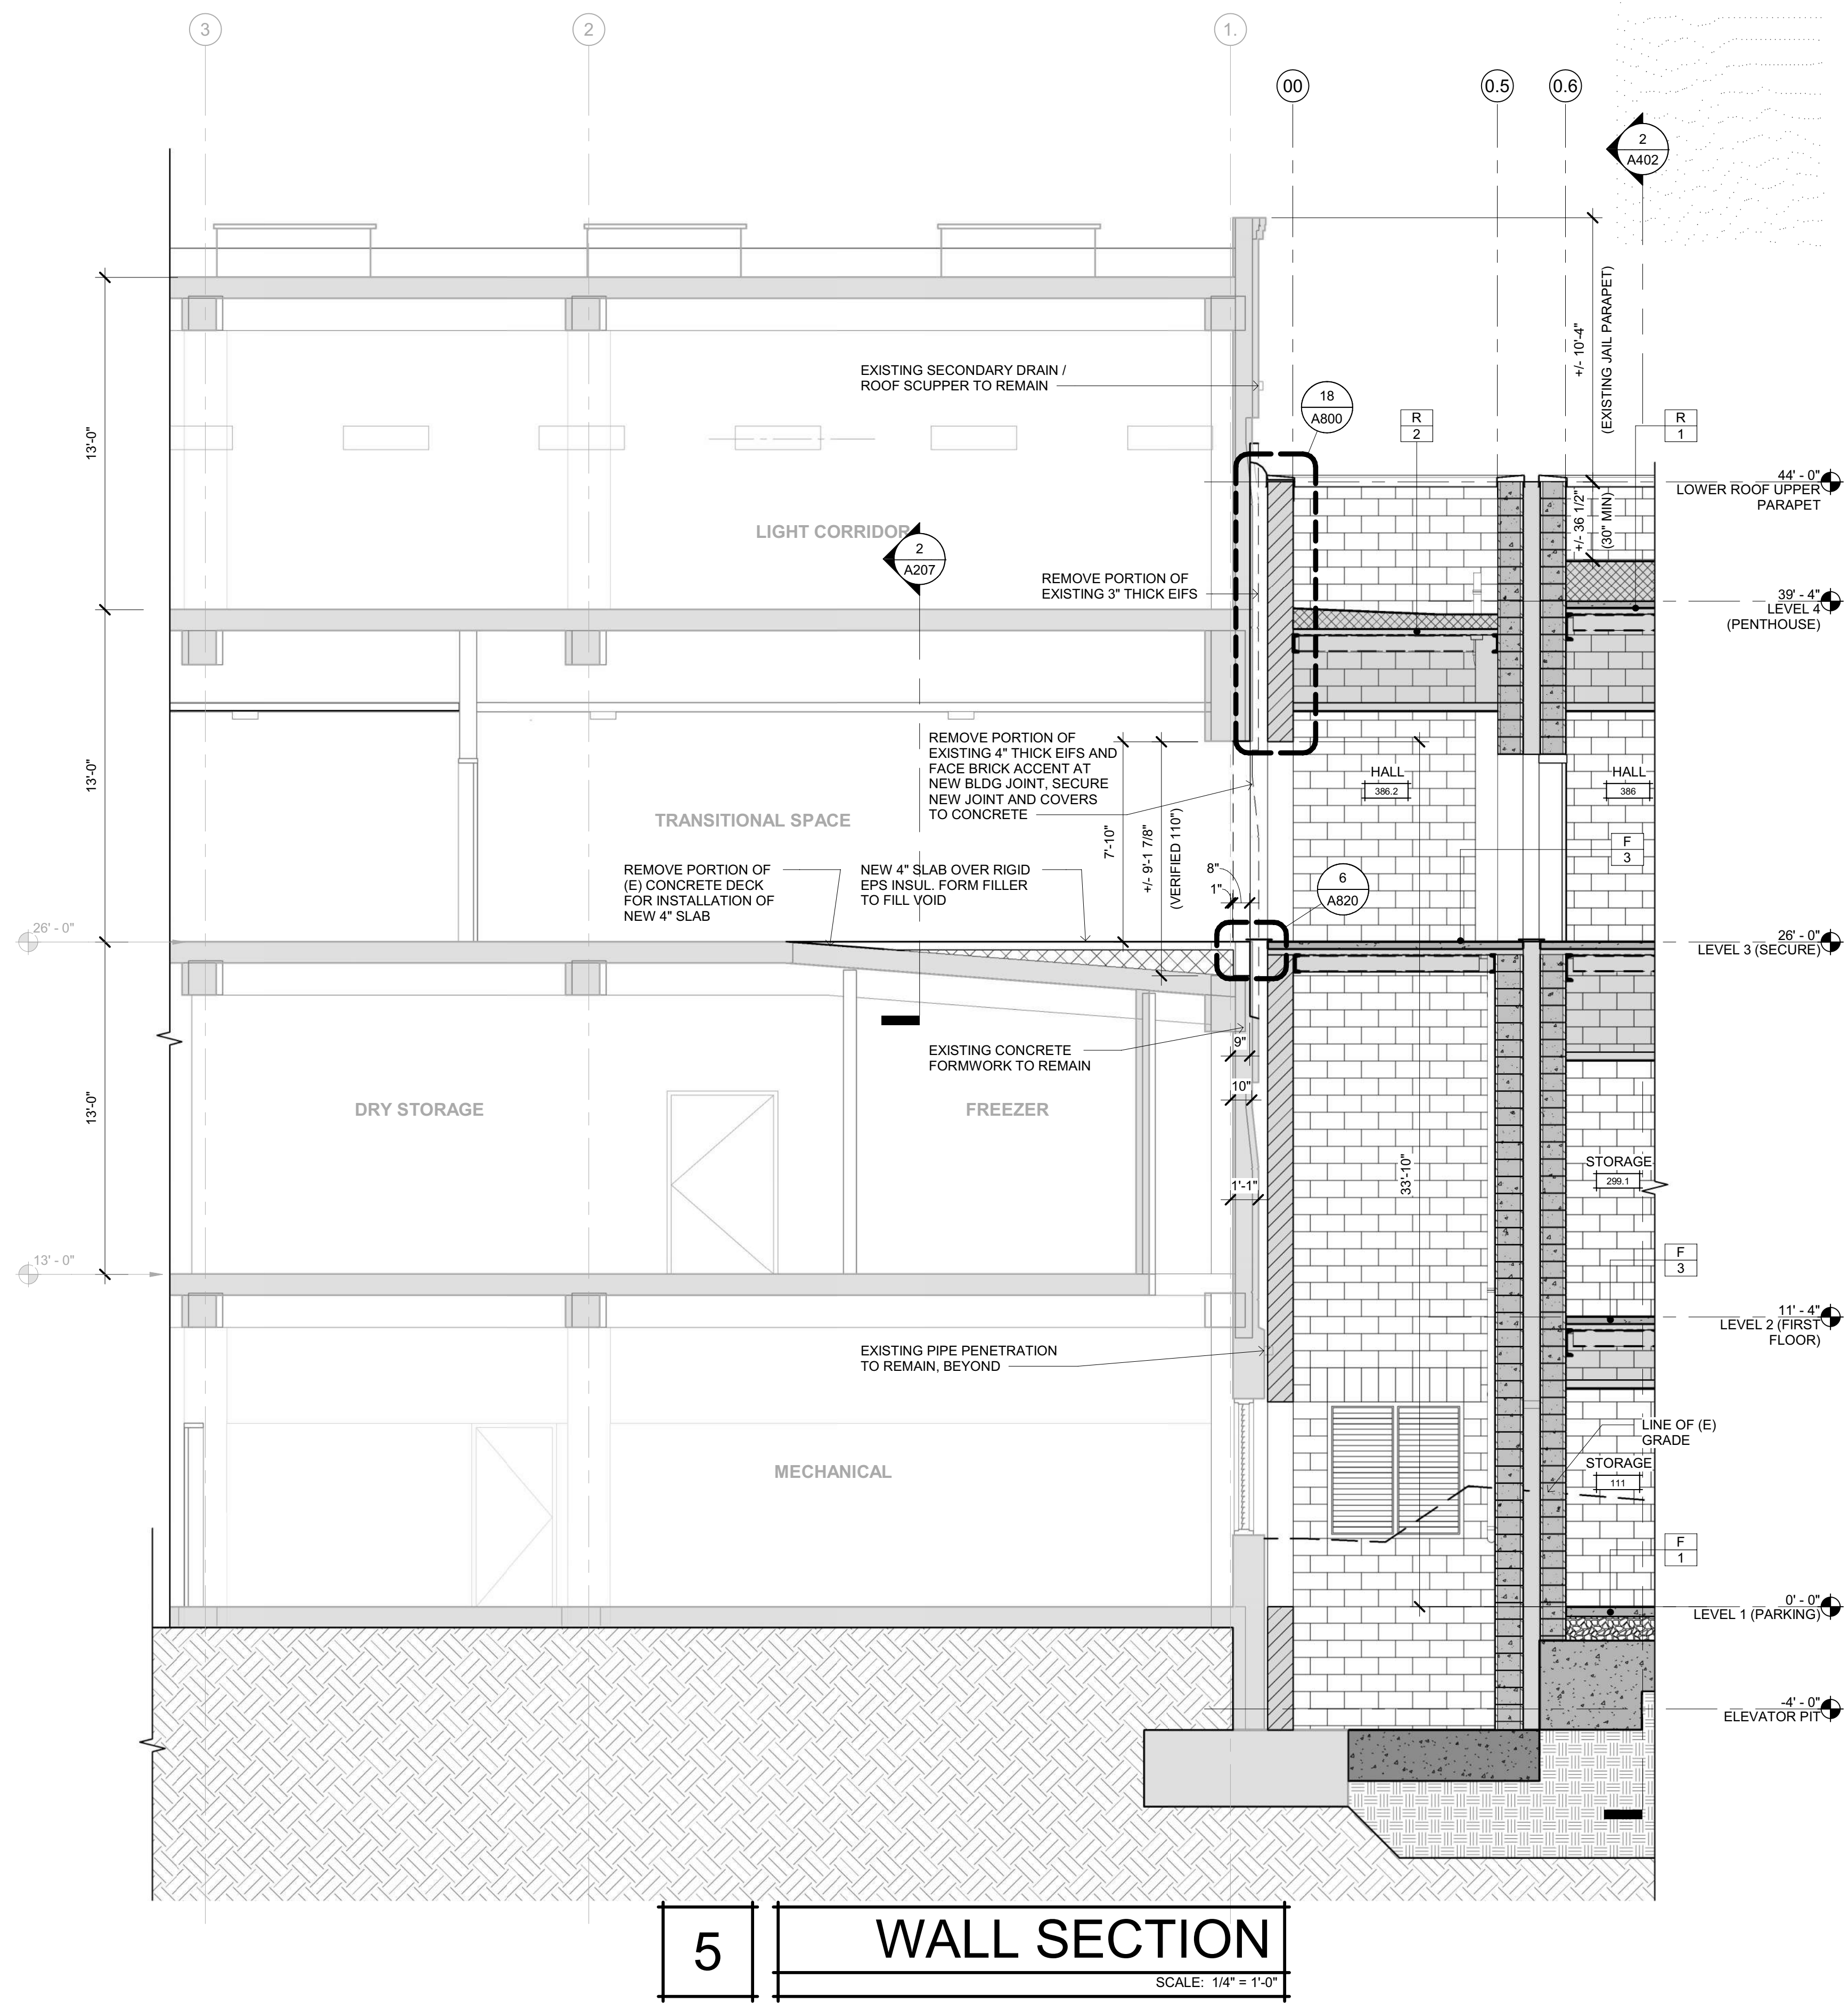 3
2
1.
00
0.5
0.6
2
A402
EXISTING SECONDARY DRAIN /
ROOF SCUPPER TO REMAIN
18
A800
R
2
+/- 10'-4"
(EXISTING JAIL PARAPET)
R
1
13'-0"
44' - 0"
LOWER ROOF UPPER
PARAPET
+/- 36 1/2"
(30" MIN)
LIGHT CORRIDOR
2
A207
REMOVE PORTION OF
EXISTING 3" THICK EIFS
39' - 4"
LEVEL 4
(PENTHOUSE)
REMOVE PORTION OF
EXISTING 4" THICK EIFS AND
FACE BRICK ACCENT AT
NEW BLDG JOINT, SECURE
NEW JOINT AND COVERS
TO CONCRETE
13'-0"
HALL
386.2
HALL
386
TRANSITIONAL SPACE
7'-10"
+/- 9'-1 7/8"
(VERIFIED 110")
F
3
REMOVE PORTION OF
(E) CONCRETE DECK
FOR INSTALLATION OF
NEW 4" SLAB
NEW 4" SLAB OVER RIGID
EPS INSUL. FORM FILLER
TO FILL VOID
8"
1"
6
A820
26' - 0"
26' - 0"
LEVEL 3 (SECURE)
EXISTING CONCRETE
FORMWORK TO REMAIN
9"
10"
13'-0"
DRY STORAGE
FREEZER
33'-10"
STORAGE
299.1
1'-1"
13' - 0"
F
3
11' - 4"
LEVEL 2 (FIRST
FLOOR)
EXISTING PIPE PENETRATION
TO REMAIN, BEYOND
LINE OF (E)
GRADE
MECHANICAL
STORAGE
111
F
1
0' - 0"
LEVEL 1 (PARKING)
-4' - 0"
ELEVATOR PIT
5
WALL SECTION
SCALE: 1/4" = 1'-0"